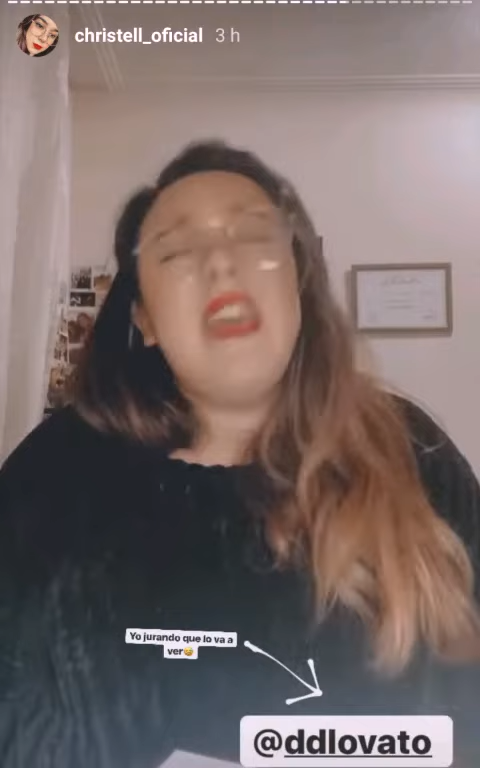 christell_oficial 3 h
Yo jurando que lo va a
ver😅
@ddlovato